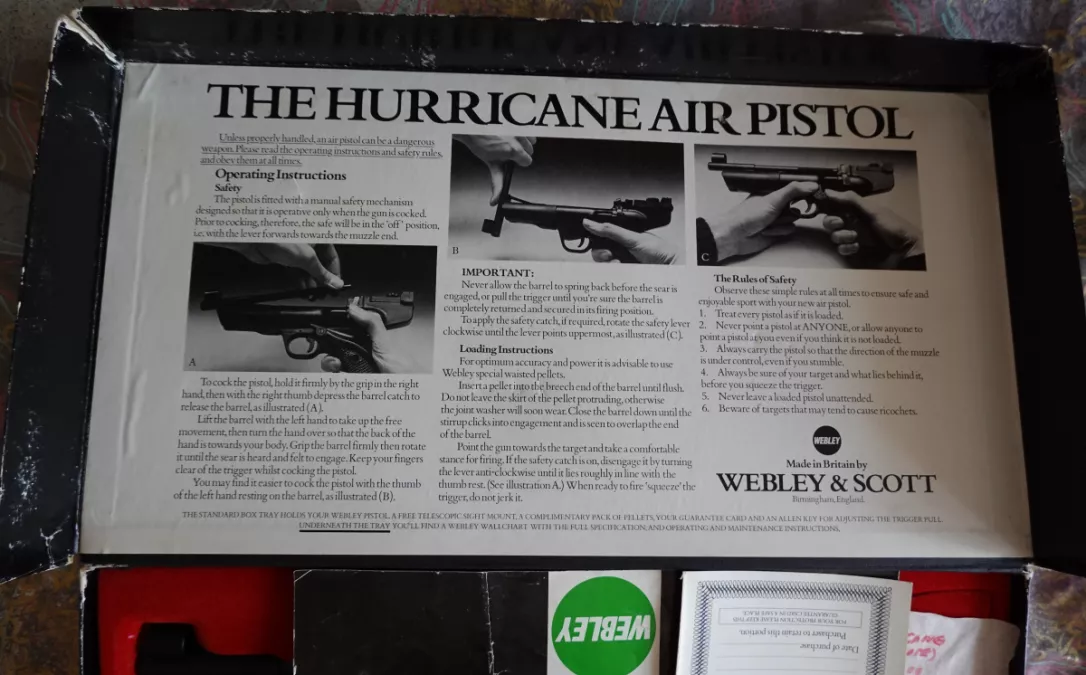 THE HURRICANE AIR PISTOL
Unless properly handled, an air pistol can be a dangerous
weapon. Please read the operating instructions and safety rules,
and obey them at all times.
Operating Instructions
Safety
The pistol is fitted with a manual safety mechanism
designed so that it is operative only when the gun is cocked.
Prior to cocking, therefore, the safe will be in the "off" position,
i.e. with the lever forwards towards the muzzle end.
A
To cock the pistol, hold it firmly by the grip in the right
hand, then with the right thumb depress the barrel catch to
release the barrel, as illustrated (A).
Lift the barrel with the left hand to take up the free
movement, then turn the hand over so that the back of the
hand is towards your body. Grip the barrel firmly then rotate
it until the sear is heard and felt to engage. Keep your fingers
clear of the trigger whilst cocking the pistol.
You may find it easier to cock the pistol with the thumb
of the left hand resting on the barrel, as illustrated (B).
B
IMPORTANT:
Never allow the barrel to spring back before the sear is
engaged, or pull the trigger until you're sure the barrel is
completely returned and secured in its firing position.
To apply the safety catch, if required, rotate the safety lever
clockwise until the lever points uppermost, as illustrated (C).
Loading Instructions
For optimum accuracy and power it is advisable to use
Webley special waisted pellets.
Insert a pellet into the breech end of the barrel until flush.
Do not leave the skirt of the pellet protruding, otherwise
the joint washer will soon wear. Close the barrel down until the
stirrup clicks into engagement and is seen to overlap the end
of the barrel.
Point the gun towards the target and take a comfortable
stance for firing. If the safety catch is on, disengage it by turning
the lever anti-clockwise until it lies roughly in line with the
thumb rest. (See illustration A.) When ready to fire 'squeeze' the
trigger, do not jerk it.
C
The Rules of Safety
Observe these simple rules at all times to ensure safe and
enjoyable sport with your new air pistol.
1. Treat every pistol as if it is loaded.
2. Never point a pistol at ANYONE, or allow anyone to
point a pistol at you even if you think it is not loaded.
3. Always carry the pistol so that the direction of the muzzle
is under control, even if you stumble.
4. Always be sure of your target and what lies behind it,
before you squeeze the trigger.
5. Never leave a loaded pistol unattended.
6. Beware of targets that may tend to cause ricochets.
WEBLEY
Made in Britain by
WEBLEY & SCOTT
Birmingham, England.
THE STANDARD BOX TRAY HOLDS YOUR WEBLEY PISTOL, A FREE TELESCOPIC SIGHT MOUNT, A COMPLIMENTARY PACK OF PELLETS, YOUR GUARANTEE CARD AND AN ALLEN KEY FOR ADJUSTING THE TRIGGER PULL.
UNDERNEATH THE TRAY YOU'LL FIND A WEBLEY WALLCHART WITH THE FULL SPECIFICATION AND OPERATING AND MAINTENANCE INSTRUCTIONS.
WEBLEY
FOR YOUR PROTECTION PLEASE KEEP THIS
GUARANTEE CARD IN A SAFE PLACE
Purchaser to retain this portion.
Date of purchase